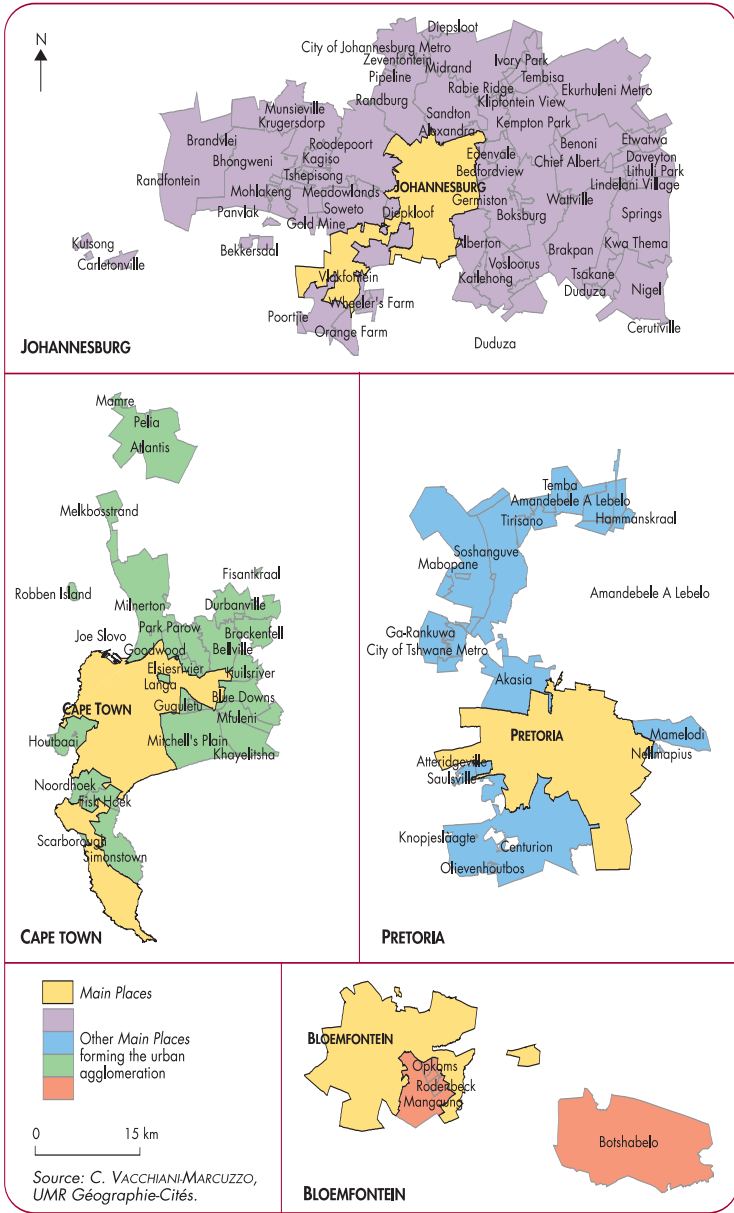 N
Diepsloot
City of Johannesburg Metro
Zeventontein
Ivory Park
Midrand
Tembisa
Pipeline
Rabie Ridge
Ekurhuleni Metro
Randburg
Klipfontein View
Munsieville
Sandton
Krugersdorp
Kempton Park
Alexandra
Brandvlei
Roodepoort
Benoni
Etwatwa
Bhongweni
Kagiso
Edenvale
Chief Albert
Daveyton
Tshepisong
Bedfordview
Lithuli Park
Randfontein
Mohlakeng
Meadowlands
JOHANNESBURG
Lindelani Village
Germiston
Wattville
Panvlak
Soweto
Diepkloof
Boksburg
Springs
Gold Mine
Kutsong
Bekkersdal
Alberton
Brakpan
Kwa Thema
Carletonville
Vosloorus
Vlakfontein
Katlehong
Tsakane
Duduza
Nigel
Wheeler's Farm
Poortjie
Orange Farm
Cerutiville
Duduza
JOHANNESBURG
Mamre
Pelia
Atlantis
Melkbosstrand
Fisantkraal
Robben Island
Milnerton
Durbanville
Park Parow
Brackenfell
Joe Slovo
Goodwood
Bellville
Elsiesrivier
Kuilsriver
Langa
CAPE TOWN
Guguletu
Blue Downs
Mfuleni
Houtbaai
Mitchell's Plain
Khayelitsha
Noordhoek
Fish Hoek
Scarborough
Simonstown
CAPE TOWN
Temba
Amandebele A Lebelo
Tirisano
Hammanskraal
Soshanguve
Mabopane
Amandebele A Lebelo
Ga-Rankuwa
City of Tshwane Metro
Akasia
PRETORIA
Mamelodi
Nellmapius
Atteridgeville
Saulsville
Knopjeslaagte
Centurion
Olievenhoutbos
PRETORIA
Main Places
Other Main Places
forming the urban
agglomeration
0 15 km
Source: C. VACCHIANI-MARCUZZO,
UMR Géographie-Cités.
BLOEMFONTEIN
Opkoms
Rodenbeck
Mangaung
Botshabelo
BLOEMFONTEIN